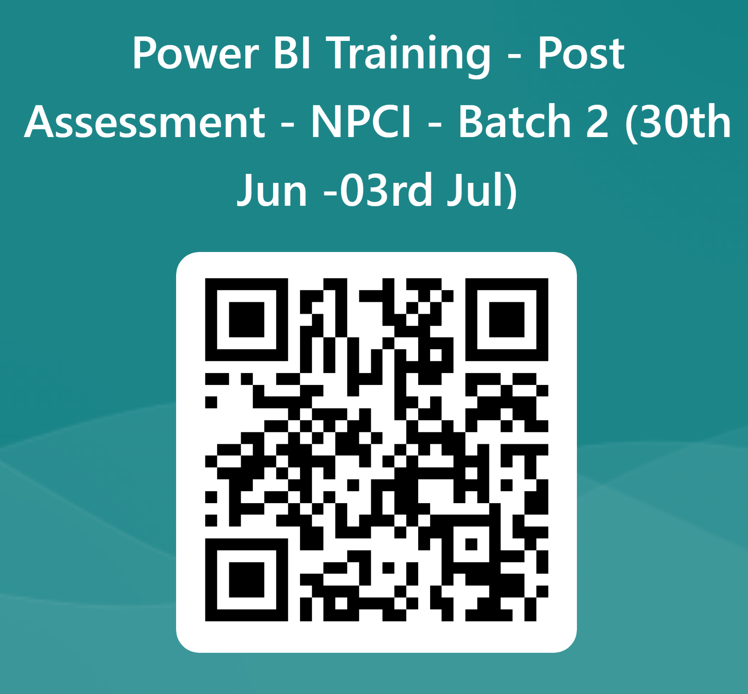 Power BI Training - Post
Assessment - NPCI - Batch 2 (30th
Jun -03rd Jul)